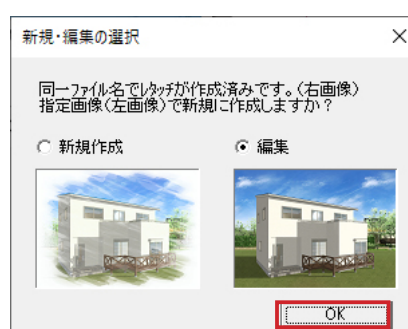 新規・編集の選択
同一ファイル名でレタッチが作成済みです。(右画像)
指定画像(左画像)で新規に作成しますか？
新規作成
編集
OK